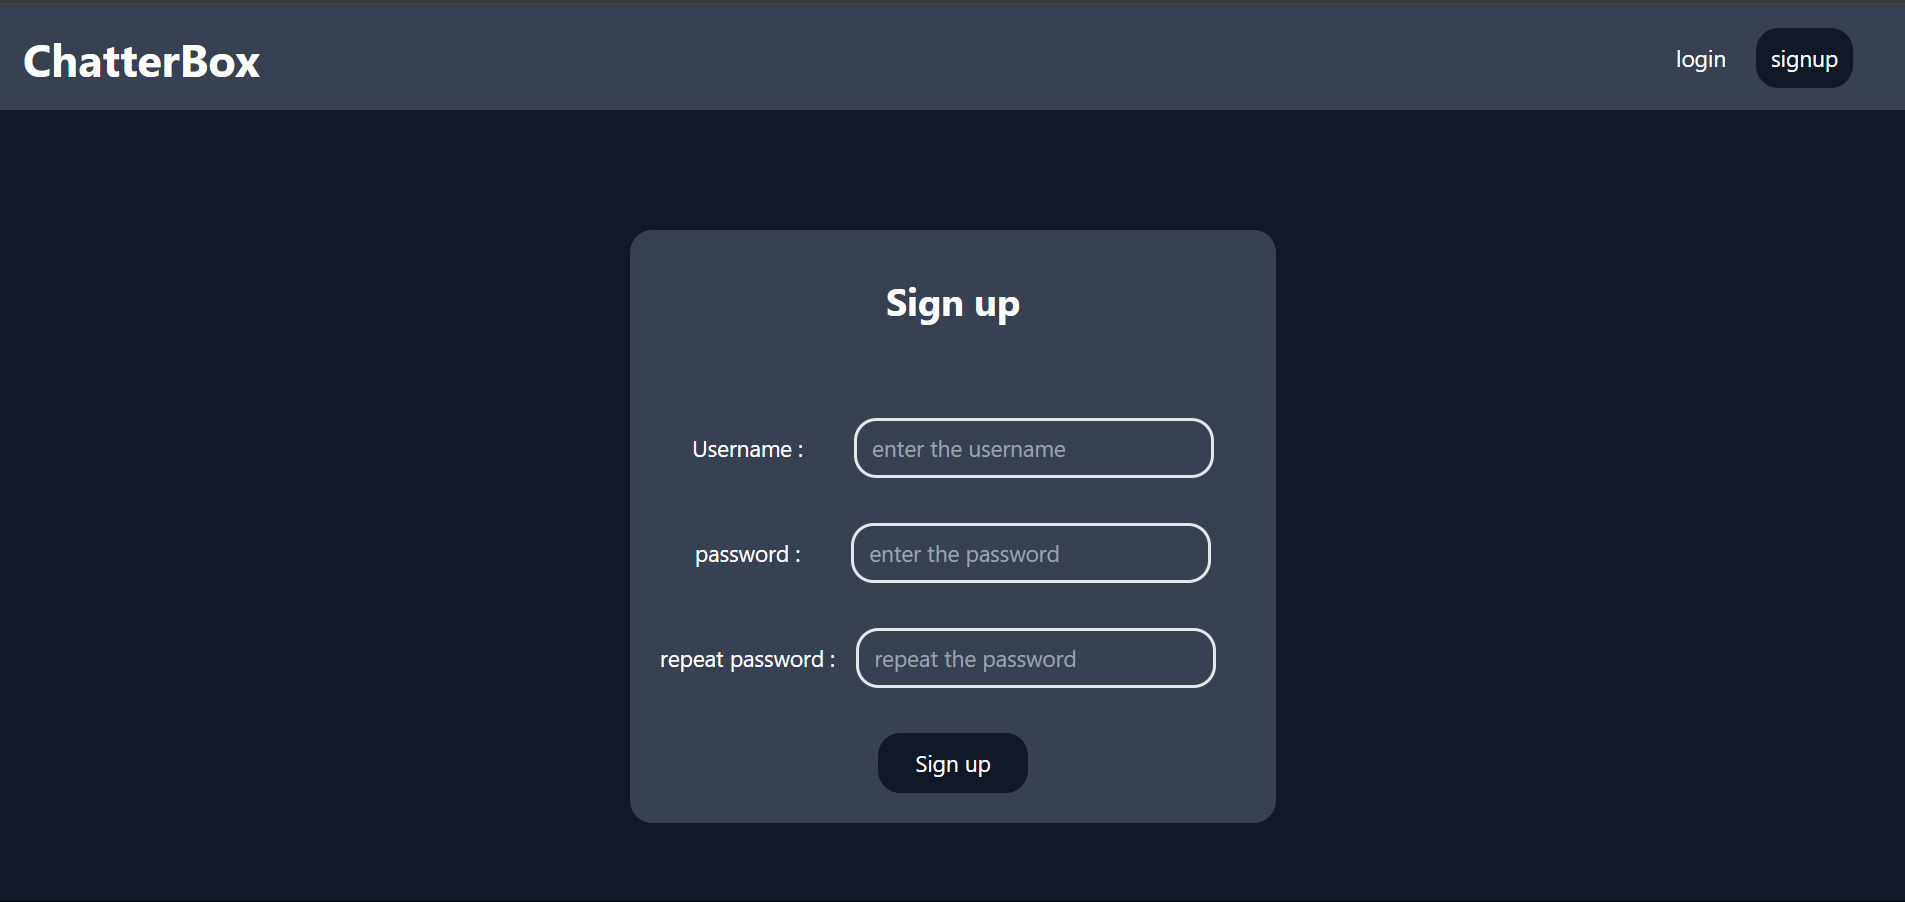 ChatterBox
login signup
Sign up
Username : enter the username
password : enter the password
repeat password : repeat the password
Sign up